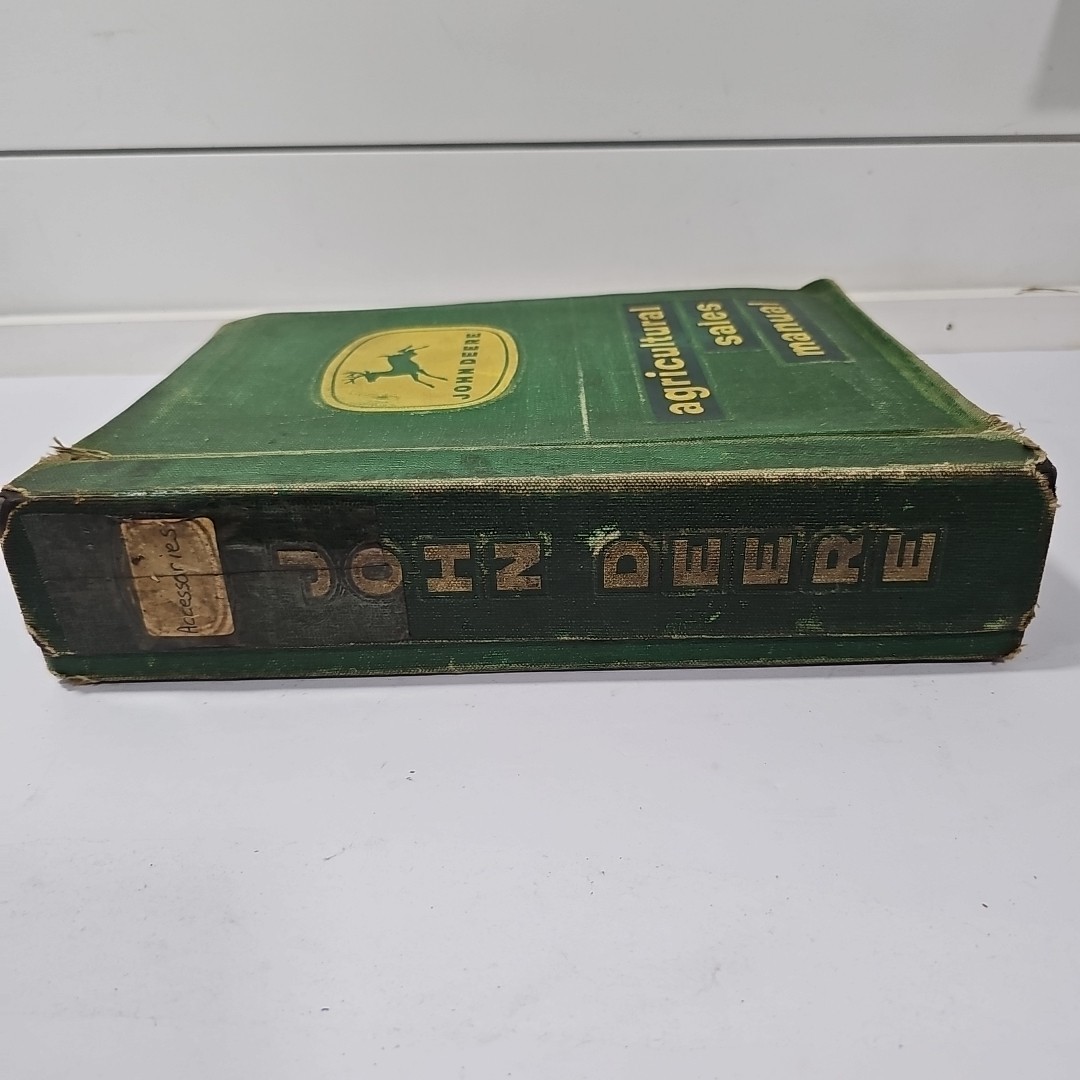 JOHN DEERE
agricultural
sales
manual
Accessories
JOHN DEERE